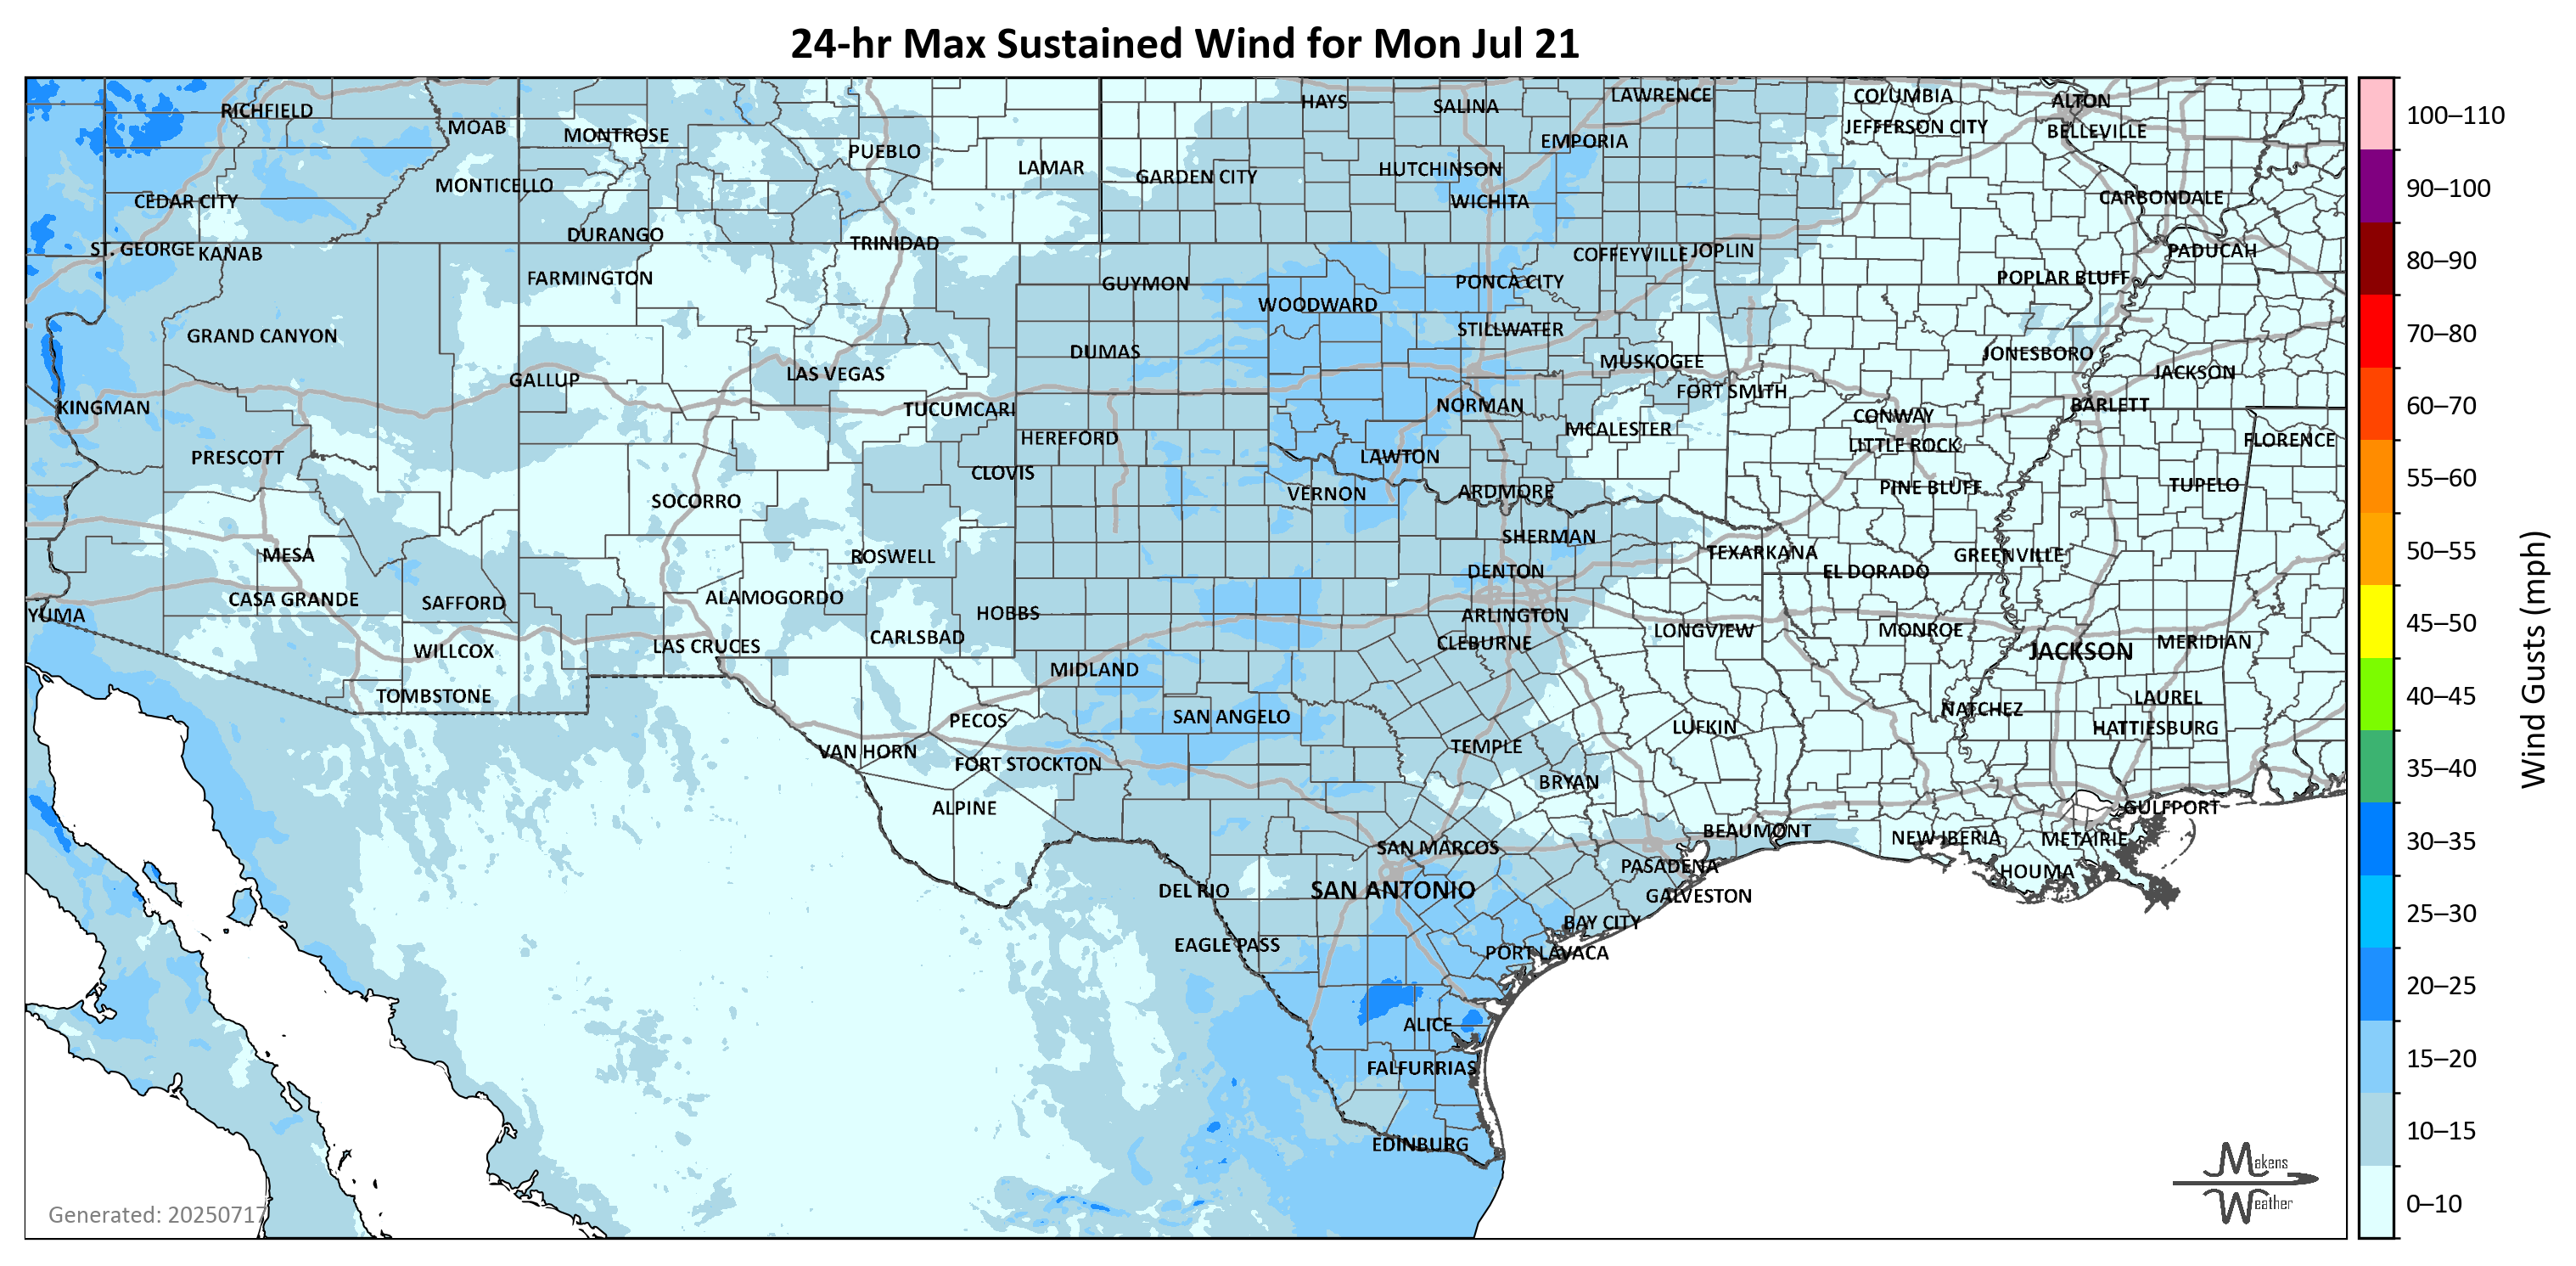 24-hr Max Sustained Wind for Mon Jul 21
RICHFIELD
MOAB
MONTROSE
PUEBLO
LAMAR
GARDEN CITY
HAYS
SALINA
LAWRENCE
EMPORIA
HUTCHINSON
WICHITA
COLUMBIA
JEFFERSON CITY
ALTON
BELLEVILLE
CARBONDALE
MONTICELLO
CEDAR CITY
DURANGO
TRINIDAD
ST. GEORGE
KANAB
FARMINGTON
GUYMON
WOODWARD
PONCA CITY
COFFEYVILLE
JOPLIN
POPLAR BLUFF
PADUCAH
GRAND CANYON
DUMAS
STILLWATER
MUSKOGEE
JONESBORO
GALLUP
LAS VEGAS
FORT SMITH
JACKSON
KINGMAN
TUCUMCARI
NORMAN
CONWAY
BARLETT
PRESCOTT
HEREFORD
MCALESTER
LITTLE ROCK
FLORENCE
CLOVIS
LAWTON
SOCORRO
VERNON
ARDMORE
PINE BLUFF
TUPELO
MESA
ROSWELL
SHERMAN
TEXARKANA
GREENVILLE
DENTON
EL DORADO
CASA GRANDE
SAFFORD
ALAMOGORDO
HOBBS
ARLINGTON
YUMA
WILLCOX
LAS CRUCES
CARLSBAD
CLEBURNE
LONGVIEW
MONROE
JACKSON
MERIDIAN
MIDLAND
TOMBSTONE
PECOS
SAN ANGELO
LUFKIN
NATCHEZ
LAUREL
HATTIESBURG
VAN HORN
FORT STOCKTON
TEMPLE
BRYAN
ALPINE
GULFPORT
SAN MARCOS
BEAUMONT
NEW IBERIA
METAIRIE
DEL RIO
SAN ANTONIO
PASADENA
GALVESTON
HOUMA
EAGLE PASS
BAY CITY
PORT LAVACA
ALICE
FALFURRIAS
EDINBURG
Generated: 20250717
Makens
Weather
100–110
90–100
80–90
70–80
60–70
55–60
50–55
45–50
40–45
35–40
30–35
25–30
20–25
15–20
10–15
0–10
Wind Gusts (mph)